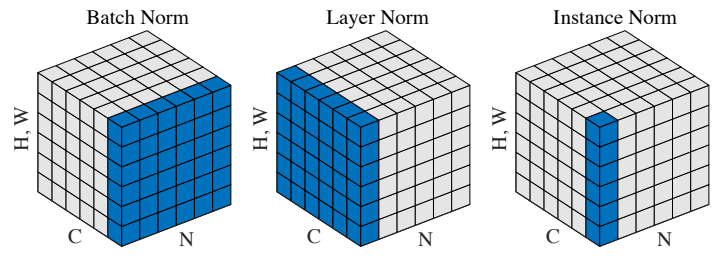 Batch Norm
Layer Norm
Instance Norm
H, W
H, W
H, W
C
N
C
N
C
N